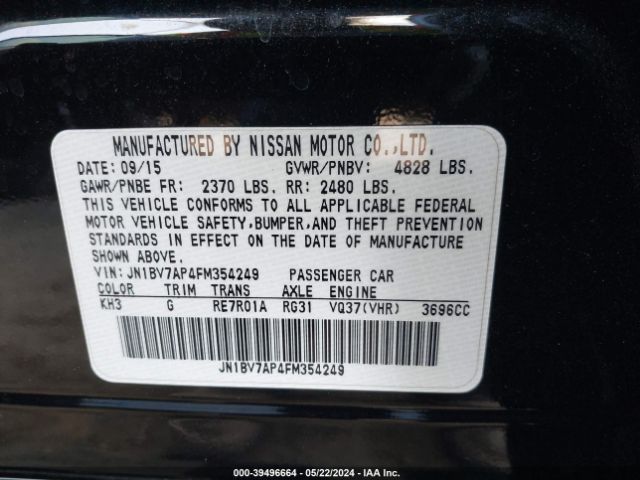 MANUFACTURED BY NISSAN MOTOR CO.,LTD.
DATE: 09/15 GVWR/PNBV: 4828 LBS.
GAWR/PNBE FR: 2370 LBS. RR: 2480 LBS.
THIS VEHICLE CONFORMS TO ALL APPLICABLE FEDERAL
MOTOR VEHICLE SAFETY,BUMPER,AND THEFT PREVENTION
STANDARDS IN EFFECT ON THE DATE OF MANUFACTURE
SHOWN ABOVE.
VIN: JN1BV7AP4FM354249 PASSENGER CAR
COLOR TRIM TRANS AXLE ENGINE
KH3 G RE7R01A RG31 VQ37(VHR) 3696CC
JN1BV7AP4FM354249
000-39496664 - 05/22/2024 - IAA Inc.